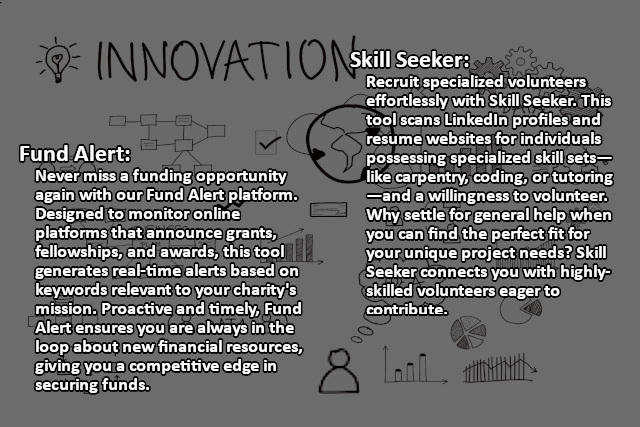 INNOVATION
Skill Seeker:
Recruit specialized volunteers
effortlessly with Skill Seeker. This
tool scans LinkedIn profiles and
resume websites for individuals
possessing specialized skill sets—
like carpentry, coding, or tutoring
—and a willingness to volunteer.
Why settle for general help when
you can find the perfect fit for
your unique project needs? Skill
Seeker connects you with highly-
skilled volunteers eager to
contribute.
Fund Alert:
Never miss a funding opportunity
again with our Fund Alert platform.
Designed to monitor online
platforms that announce grants,
fellowships, and awards, this tool
generates real-time alerts based on
keywords relevant to your charity's
mission. Proactive and timely, Fund
Alert ensures you are always in the
loop about new financial resources,
giving you a competitive edge in
securing funds.